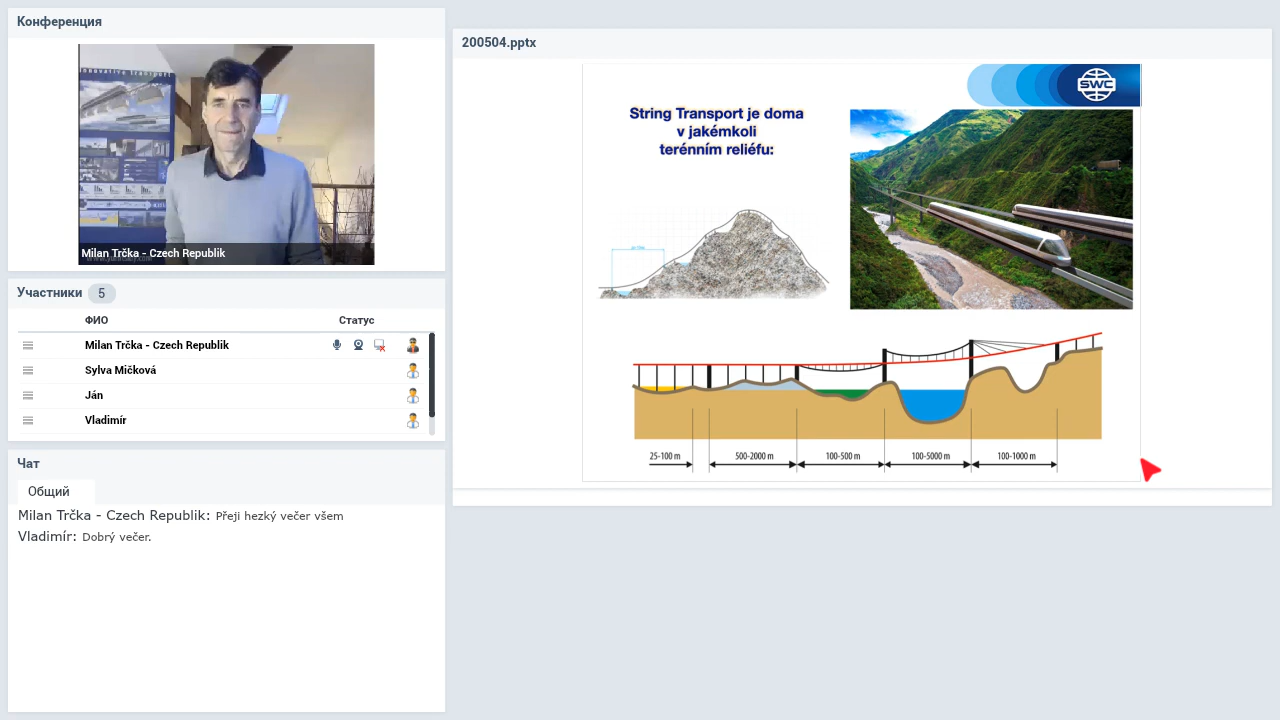 Конференция
innovative transport
Milan Trčka - Czech Republik
Участники 5
ФИО Статус
Milan Trčka - Czech Republik
Sylva Mičková
Ján
Vladimír
Чат
Общий
Milan Trčka - Czech Republik: Přeji hezký večer všem
Vladimír: Dobrý večer.
200504.pptx
SWC
String Transport je doma
v jakémkoli
terénním reliéfu:
25-100 m 500-2000 m 100-500 m 100-5000 m 100-1000 m